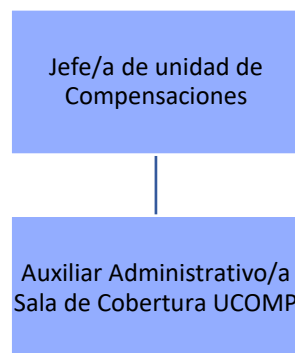 Jefe/a de unidad de
Compensaciones
Auxiliar Administrativo/a
Sala de Cobertura UCOMP